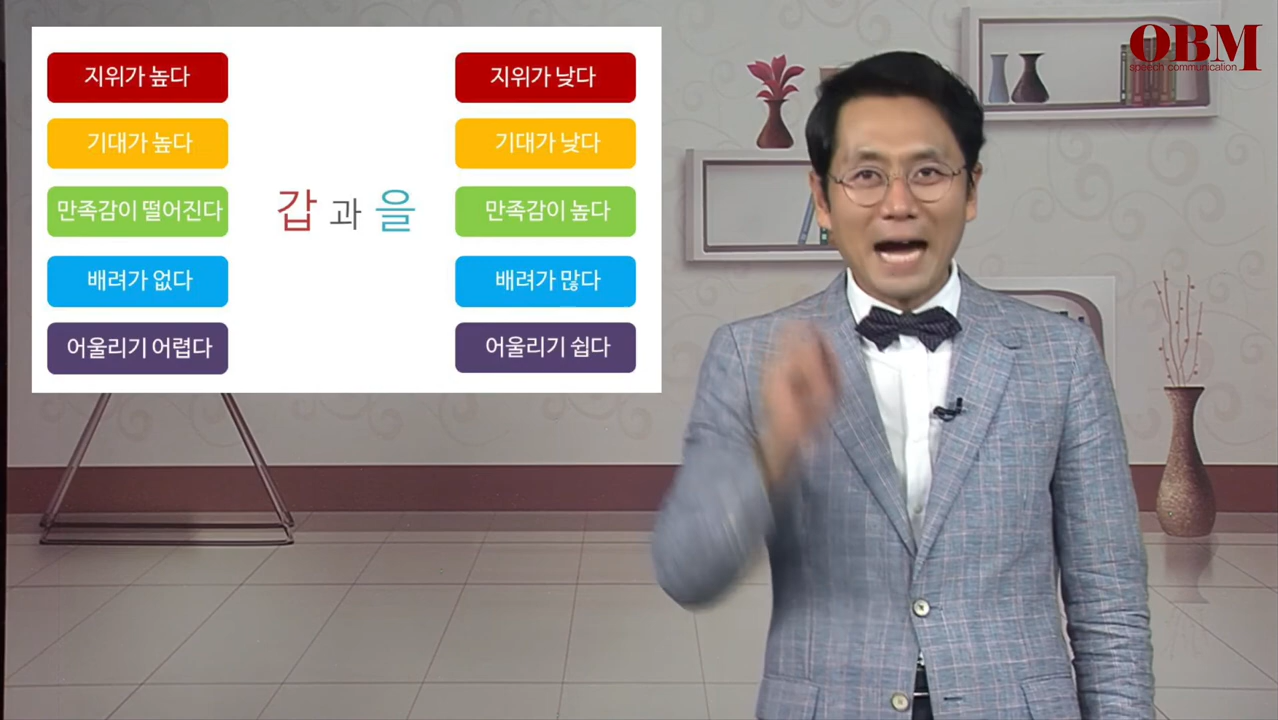 지위가 높다
기대가 높다
만족감이 떨어진다
배려가 없다
어울리기 어렵다
갑 과 을
지위가 낮다
기대가 낮다
만족감이 높다
배려가 많다
어울리기 쉽다
OBM
speech communication